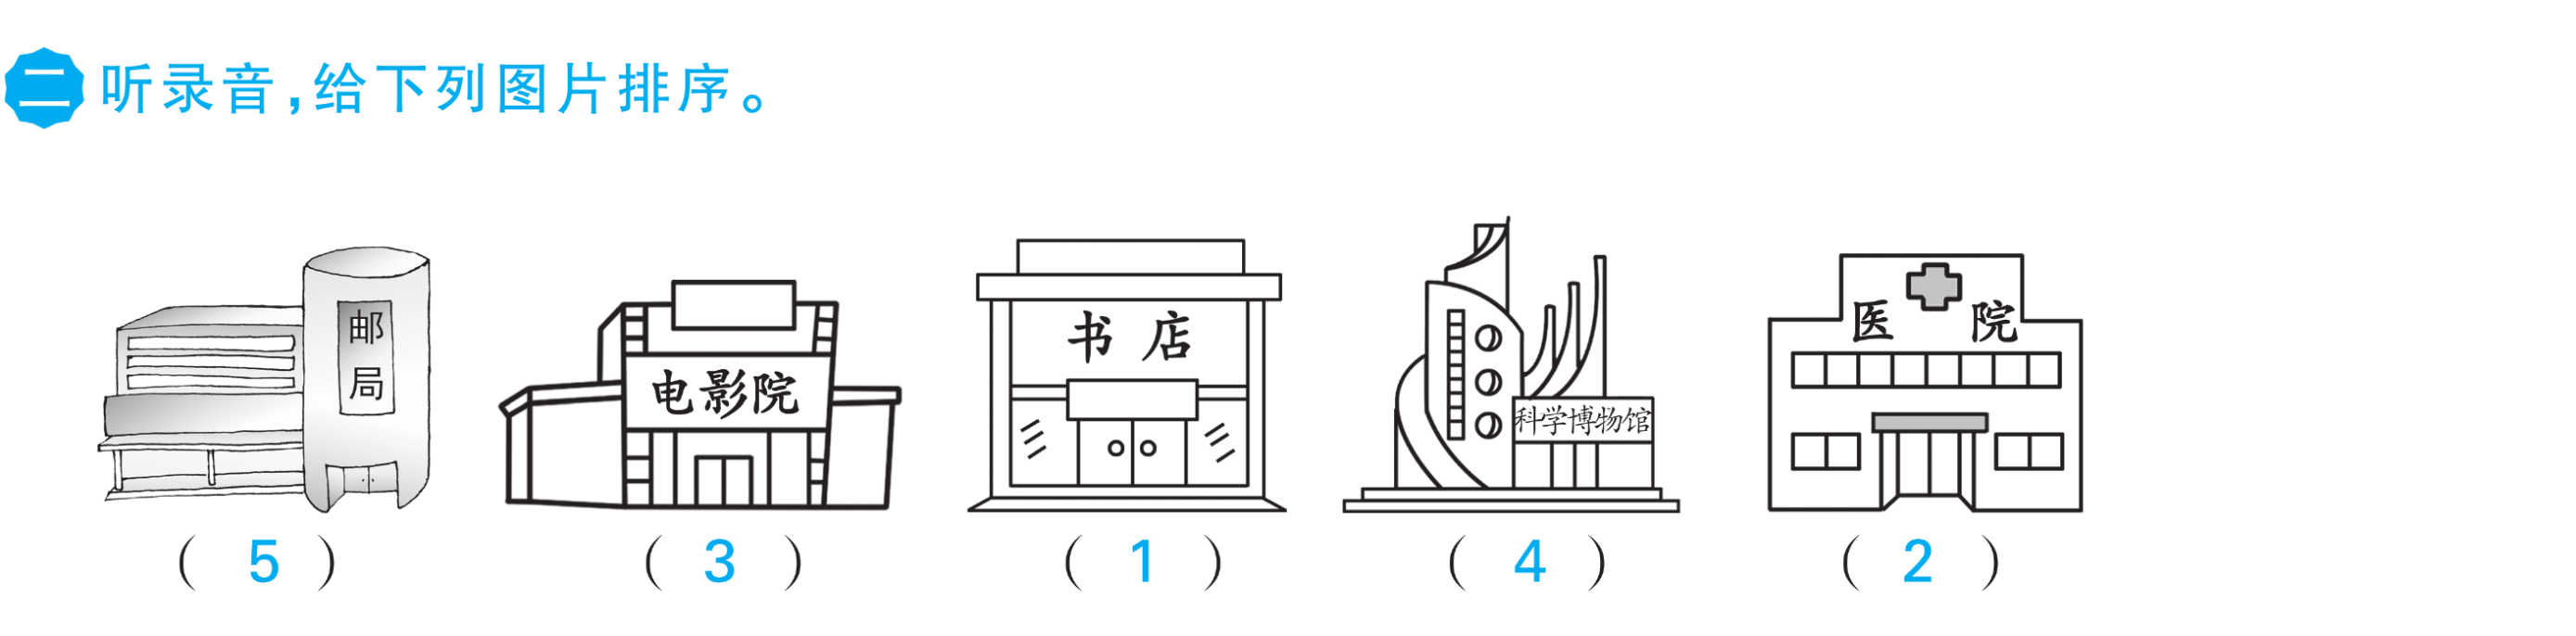 二 听录音,给下列图片排序。
邮局
电影院
书店
科学博物馆
医院
( 5 ) ( 3 ) ( 1 ) ( 4 ) ( 2 )